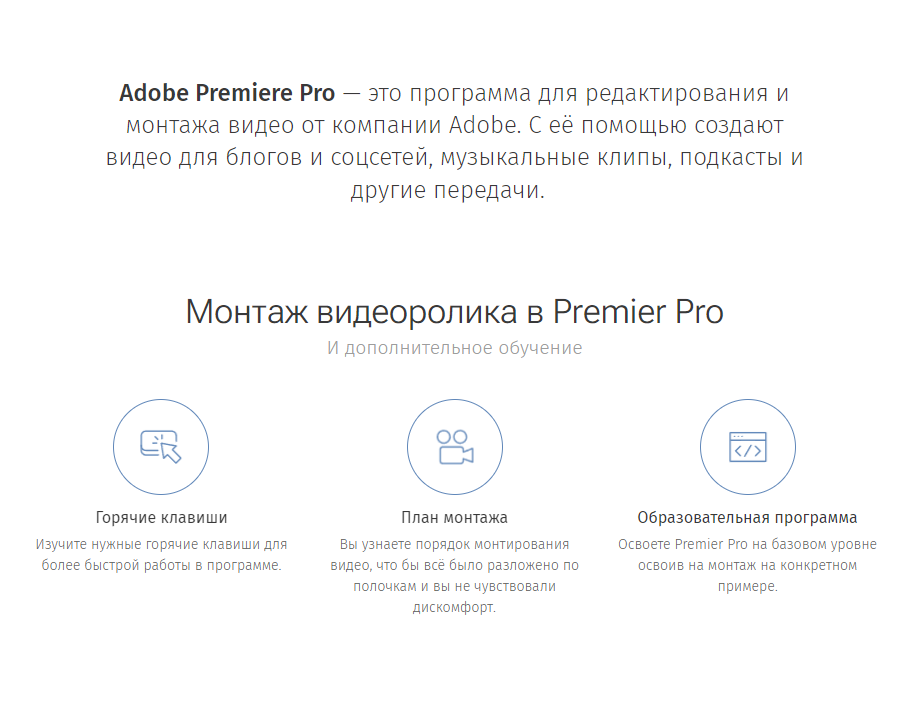 Adobe Premiere Pro — это программа для редактирования и
монтажа видео от компании Adobe. С её помощью создают
видео для блогов и соцсетей, музыкальные клипы, подкасты и
другие передачи.
Монтаж видеоролика в Premier Pro
И дополнительное обучение
Горячие клавиши
Изучите нужные горячие клавиши для
более быстрой работы в программе.
План монтажа
Вы узнаете порядок монтирования
видео, что бы всё было разложено по
полочкам и вы не чувствовали
дискомфорт.
Образовательная программа
Освоете Premier Pro на базовом уровне
освоив на монтаж на конкретном
примере.